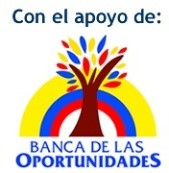 Con el apoyo de:
BANCA DE LAS
OPORTUNIDADES